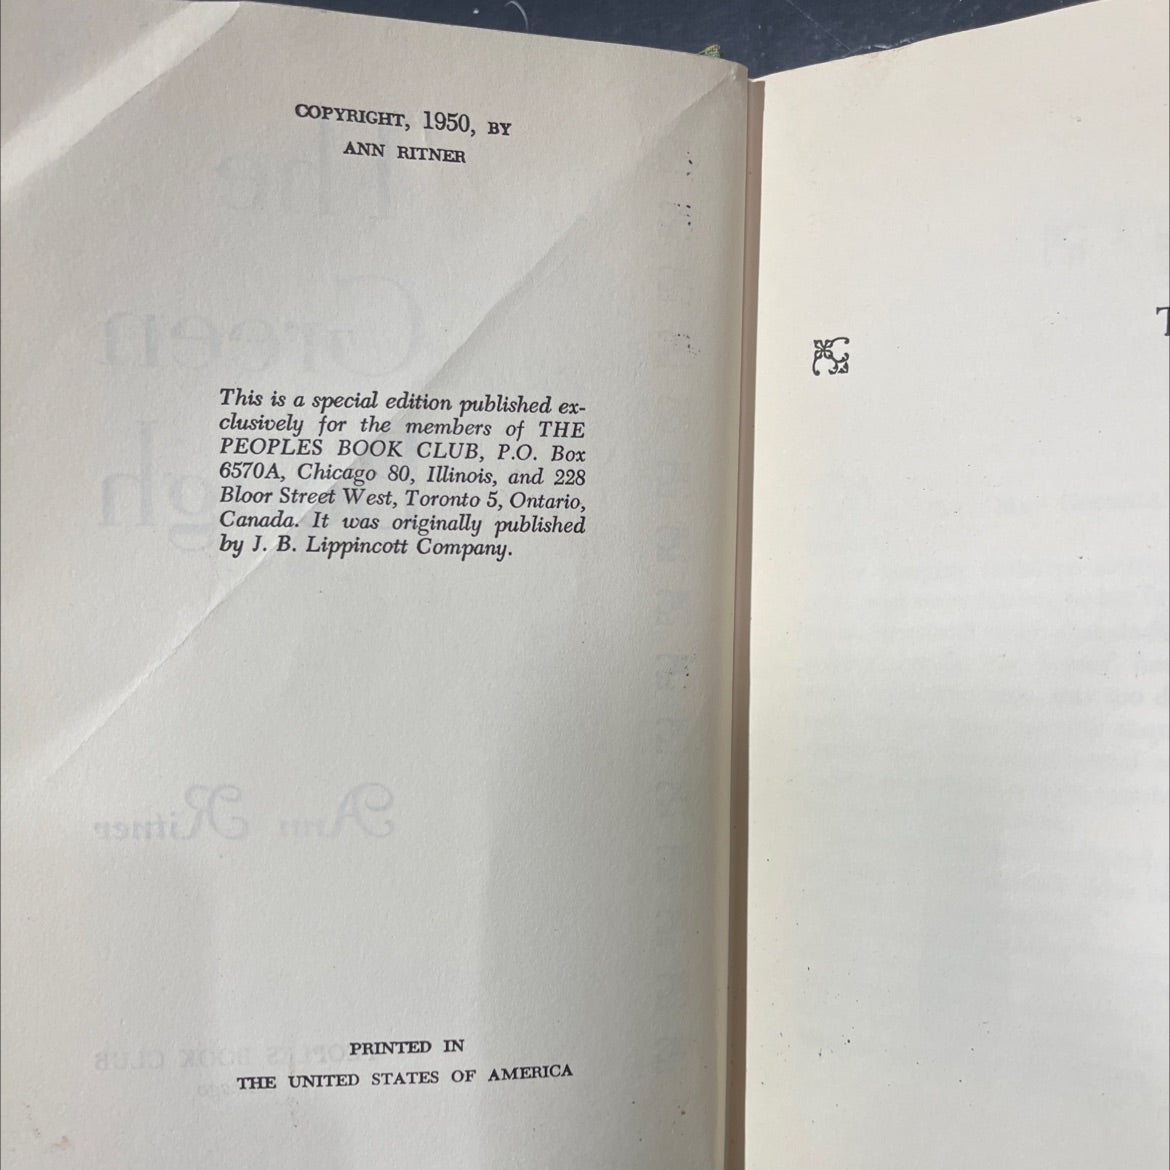 COPYRIGHT, 1950, BY
ANN RITNER
This is a special edition published ex-
clusively for the members of THE
PEOPLES BOOK CLUB, P.O. Box
6570A, Chicago 80, Illinois, and 228
Bloor Street West, Toronto 5, Ontario,
Canada. It was originally published
by J. B. Lippincott Company.
PRINTED IN
THE UNITED STATES OF AMERICA